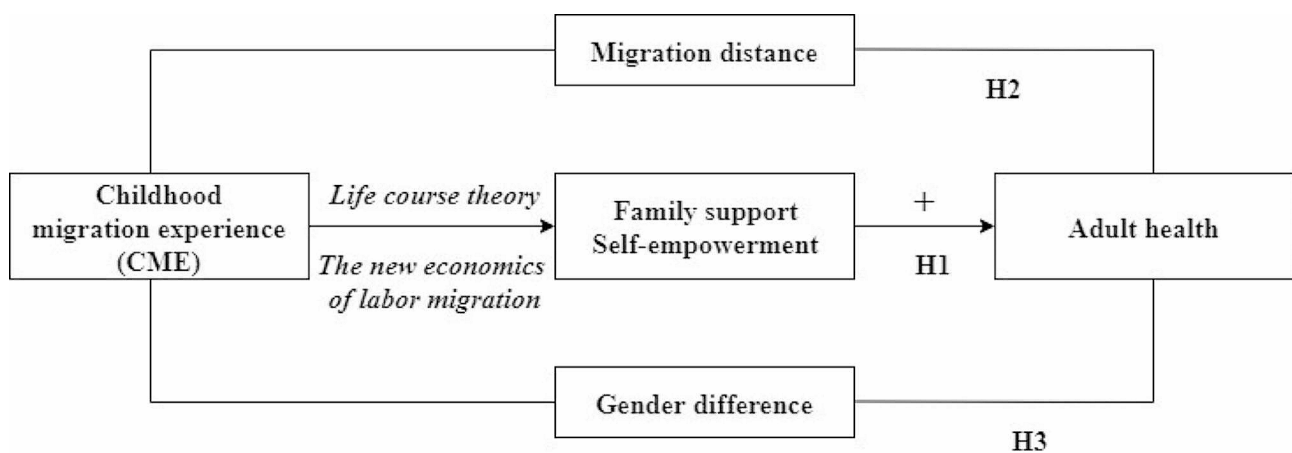 Migration distance
H2
Childhood
migration experience
(CME)
Life course theory
The new economics
of labor migration
Family support
Self-empowerment
+
H1
Adult health
Gender difference
H3